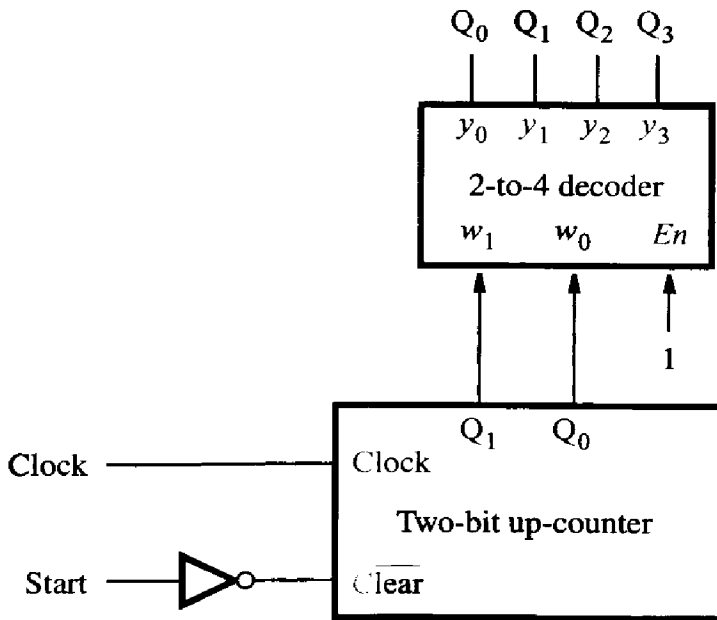 Q0 Q1 Q2 Q3
y0 y1 y2 y3
2-to-4 decoder
w1 w0 En
1
Q1 Q0
Clock Clock
Two-bit up-counter
Start Clear